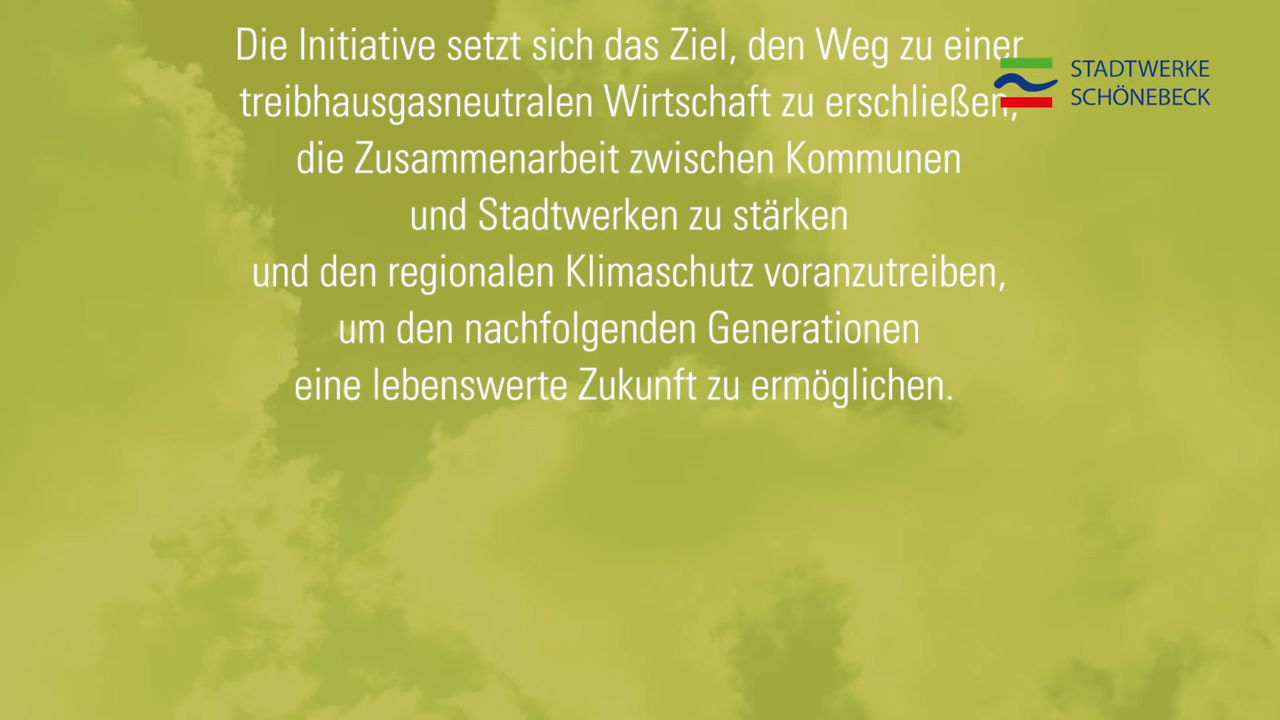 Die Initiative setzt sich das Ziel, den Weg zu einer
treibhausgasneutralen Wirtschaft zu erschließen,
die Zusammenarbeit zwischen Kommunen
und Stadtwerken zu stärken
und den regionalen Klimaschutz voranzutreiben,
um den nachfolgenden Generationen
eine lebenswerte Zukunft zu ermöglichen.
STADTWERKE
SCHÖNEBECK